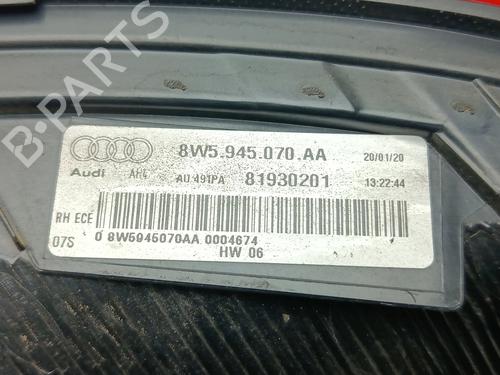 B-PARTS
8W5.945.070.AA 20/01/20
Audi AHG AU 491PA 81930201 13:22:44
RH ECE
07S 0 8W5945070AA 0004674
HW 06